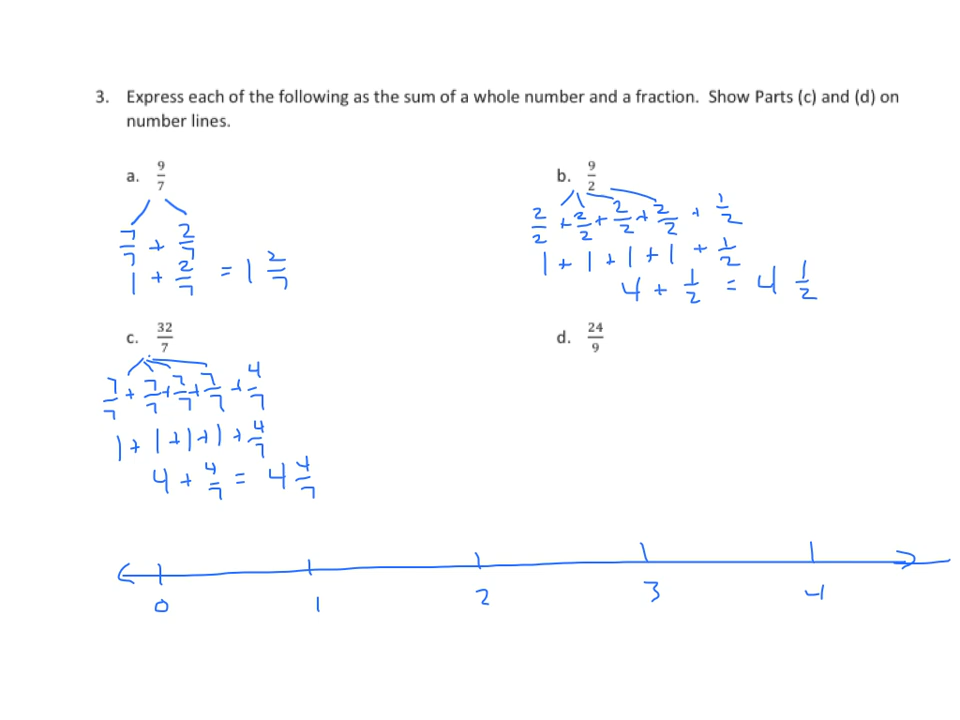 3. Express each of the following as the sum of a whole number and a fraction. Show Parts (c) and (d) on
number lines.
a. 9/7
7/7 + 2/7
1 + 2/7 = 1 2/7
b. 9/2
2/2 + 2/2 + 2/2 + 2/2 + 1/2
1 + 1 + 1 + 1 + 1/2
4 + 1/2 = 4 1/2
c. 32/7
7/7 + 7/7 + 7/7 + 7/7 + 4/7
1 + 1 + 1 + 1 + 4/7
4 + 4/7 = 4 4/7
d. 24/9
0 1 2 3 4